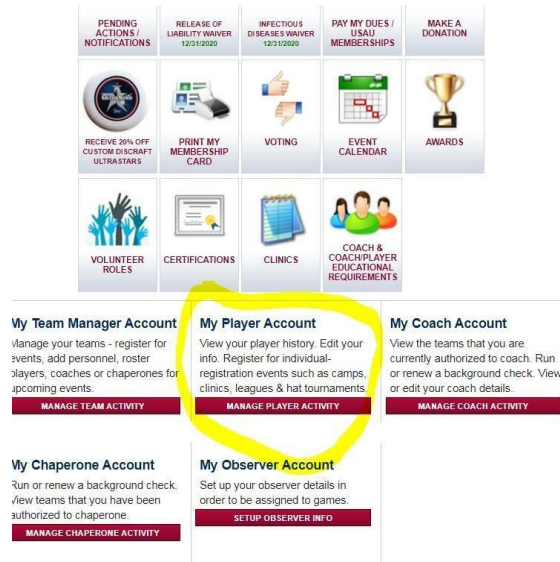 PENDING
ACTIONS /
NOTIFICATIONS
RELEASE OF
LIABILITY WAIVER
12/31/2020
INFECTIOUS
DISEASES WAIVER
12/31/2020
PAY MY DUES /
USAU
MEMBERSHIPS
MAKE A
DONATION
RECEIVE 20% OFF
CUSTOM DISCRAFT
ULTRASTARS
PRINT MY
MEMBERSHIP
CARD
VOTING
EVENT
CALENDAR
AWARDS
VOLUNTEER
ROLES
CERTIFICATIONS
CLINICS
COACH &
COACH/PLAYER
EDUCATIONAL
REQUIREMENTS
My Team Manager Account
Manage your teams - register for
events, add personnel, roster
players, coaches or chaperones for
upcoming events.
MANAGE TEAM ACTIVITY
My Player Account
View your player history. Edit your
info. Register for individual-
registration events such as camps,
clinics, leagues & hat tournaments.
MANAGE PLAYER ACTIVITY
My Coach Account
View the teams that you are
currently authorized to coach. Run
or renew a background check. View
or edit your coach details.
MANAGE COACH ACTIVITY
My Chaperone Account
Run or renew a background check.
View teams that you have been
authorized to chaperone.
MANAGE CHAPERONE ACTIVITY
My Observer Account
Set up your observer details in
order to be assigned to games.
SETUP OBSERVER INFO